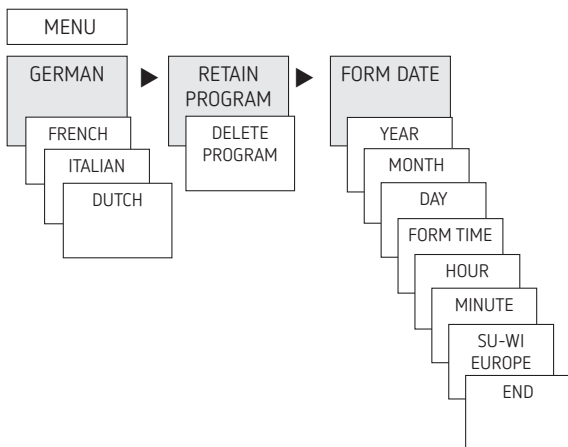 MENU
GERMAN
FRENCH
ITALIAN
DUTCH
RETAIN
PROGRAM
DELETE
PROGRAM
FORM DATE
YEAR
MONTH
DAY
FORM TIME
HOUR
MINUTE
SU-WI
EUROPE
END